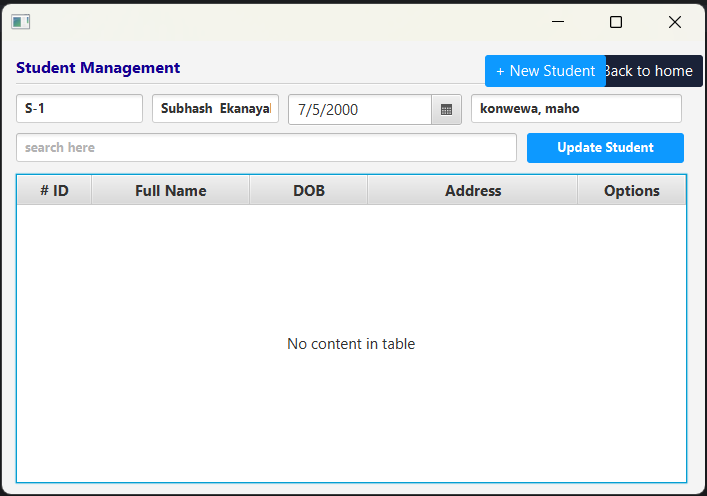 Student Management
+ New Student
Back to home
S-1
Subhash Ekanayal
7/5/2000
konwewa, maho
search here
Update Student
# ID
Full Name
DOB
Address
Options
No content in table